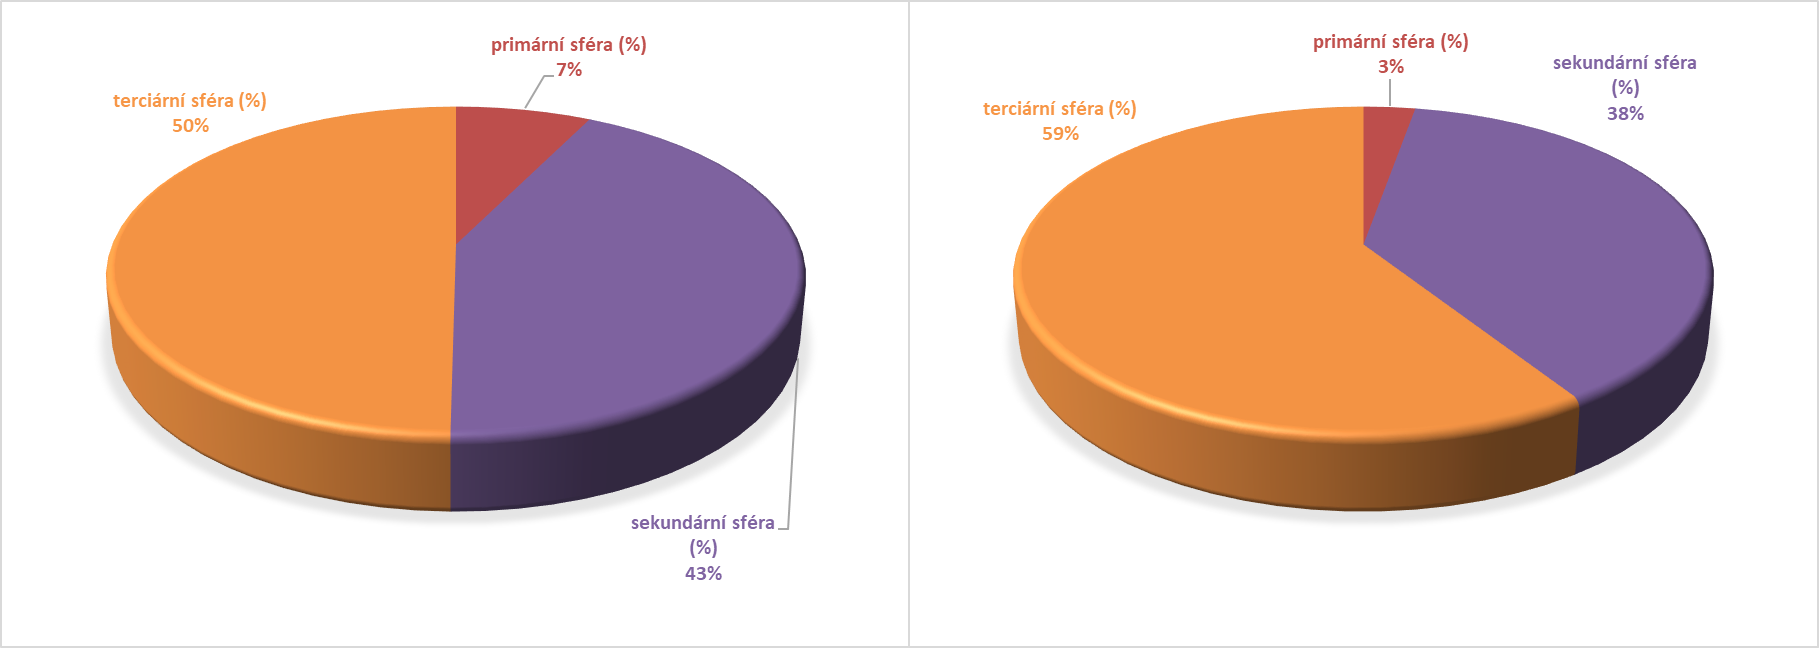 primární sféra (%)
7%
terciární sféra (%)
50%
sekundární sféra
(%)
43%
primární sféra (%)
3%
sekundární sféra
(%)
38%
terciární sféra (%)
59%